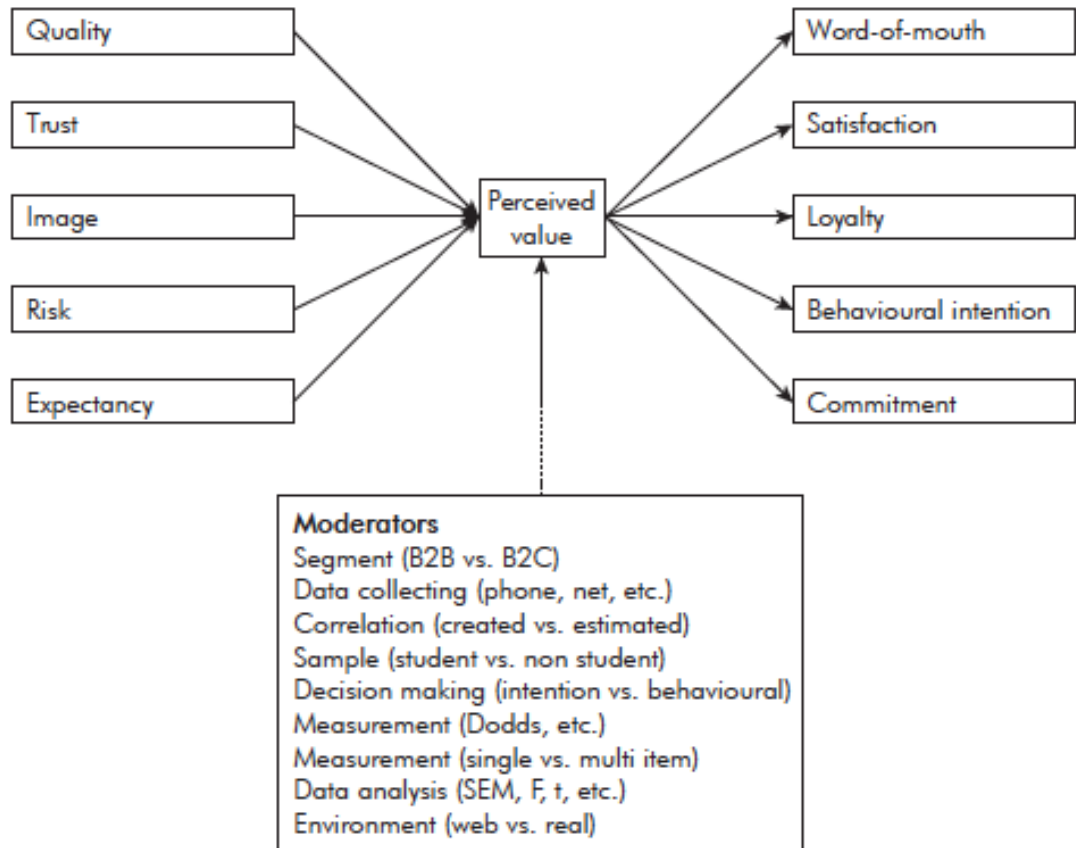 Quality
Trust
Image
Risk
Expectancy
Perceived
value
Word-of-mouth
Satisfaction
Loyalty
Behavioural intention
Commitment
Moderators
Segment (B2B vs. B2C)
Data collecting (phone, net, etc.)
Correlation (created vs. estimated)
Sample (student vs. non student)
Decision making (intention vs. behavioural)
Measurement (Dodds, etc.)
Measurement (single vs. multi item)
Data analysis (SEM, F, t, etc.)
Environment (web vs. real)